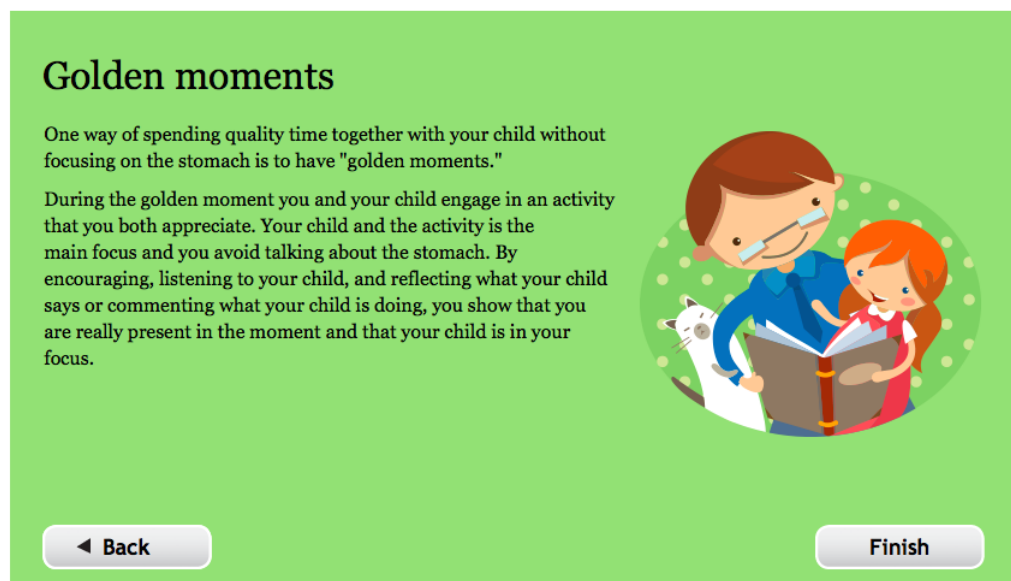 Golden moments
One way of spending quality time together with your child without
focusing on the stomach is to have "golden moments."
During the golden moment you and your child engage in an activity
that you both appreciate. Your child and the activity is the
main focus and you avoid talking about the stomach. By
encouraging, listening to your child, and reflecting what your child
says or commenting what your child is doing, you show that you
are really present in the moment and that your child is in your
focus.
Back
Finish